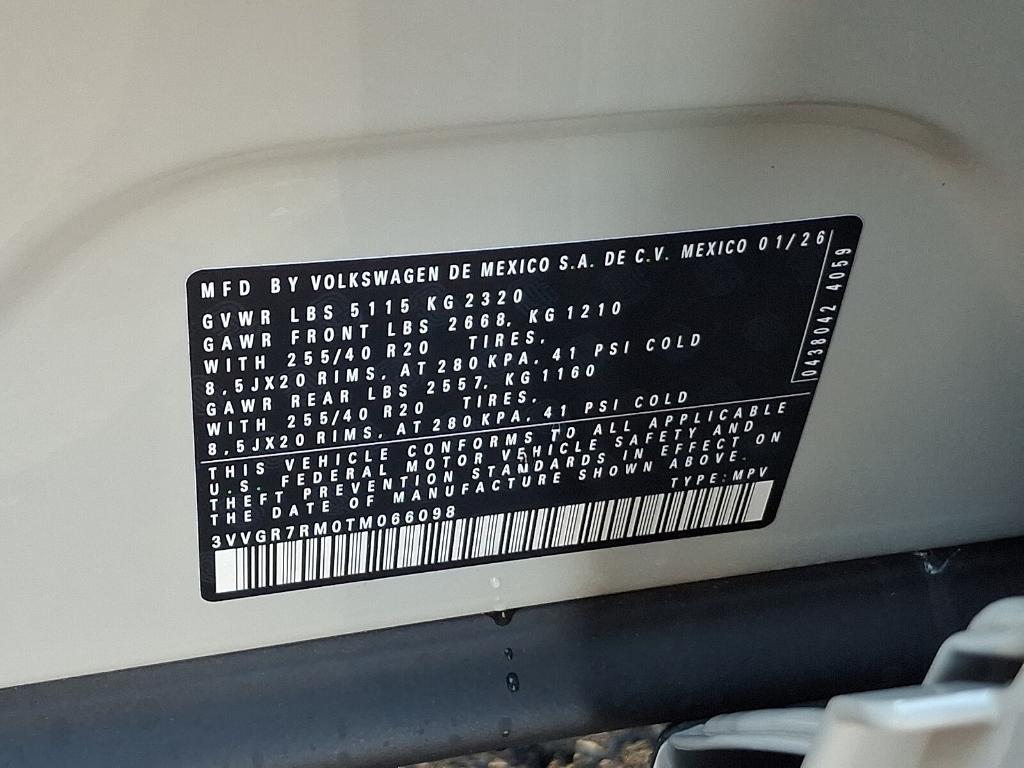 MFD BY VOLKSWAGEN DE MEXICO S.A. DE C.V. MEXICO 01/26
GVWR LBS 5115 KG 2320
GAWR FRONT LBS 2668, KG 1210
WITH 255/40 R20 TIRES,
8,5JX20 RIMS, AT 280 KPA, 41 PSI COLD
GAWR REAR LBS 2557, KG 1160
WITH 255/40 R20 TIRES,
8,5JX20 RIMS, AT 280 KPA, 41 PSI COLD
0438042 4059
THIS VEHICLE CONFORMS TO ALL APPLICABLE
U.S. FEDERAL MOTOR VEHICLE SAFETY AND
THEFT PREVENTION STANDARDS IN EFFECT ON
THE DATE OF MANUFACTURE SHOWN ABOVE.
TYPE: MPV
3VVGR7RM0TM066098